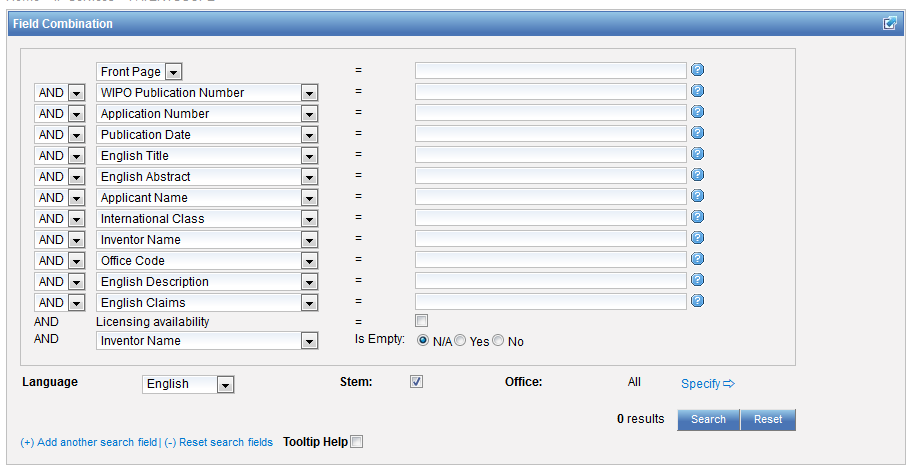 Field Combination
Front Page =
AND WIPO Publication Number =
AND Application Number =
AND Publication Date =
AND English Title =
AND English Abstract =
AND Applicant Name =
AND International Class =
AND Inventor Name =
AND Office Code =
AND English Description =
AND English Claims =
AND Licensing availability =
AND Inventor Name Is Empty: N/A Yes No
Language English Stem: Office: All Specify ⇨
0 results Search Reset
(+) Add another search field| (-) Reset search fields Tooltip Help